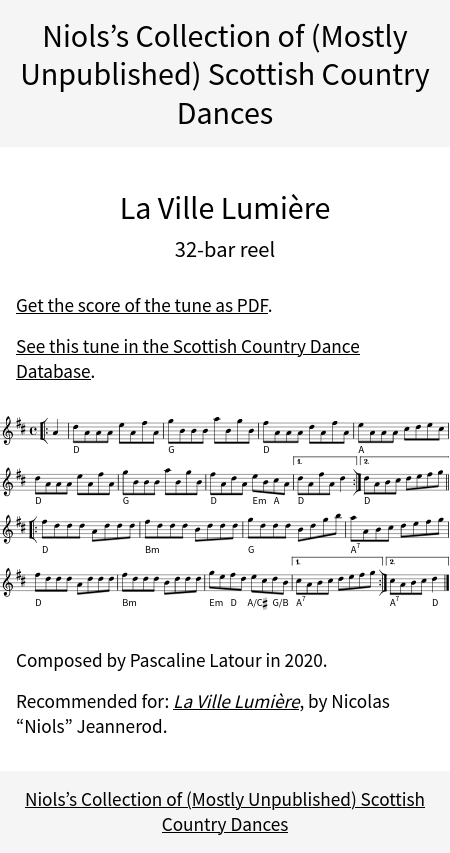 Niols’s Collection of (Mostly
Unpublished) Scottish Country
Dances
La Ville Lumière
32-bar reel
Get the score of the tune as PDF.
See this tune in the Scottish Country Dance
Database.
D G D A
1. 2.
D G D Em A D D
D Bm G A7
1. 2.
D Bm Em D A/C♯ G/B A7 A7 D
Composed by Pascaline Latour in 2020.
Recommended for: La Ville Lumière, by Nicolas
“Niols” Jeannerod.
Niols’s Collection of (Mostly Unpublished) Scottish
Country Dances